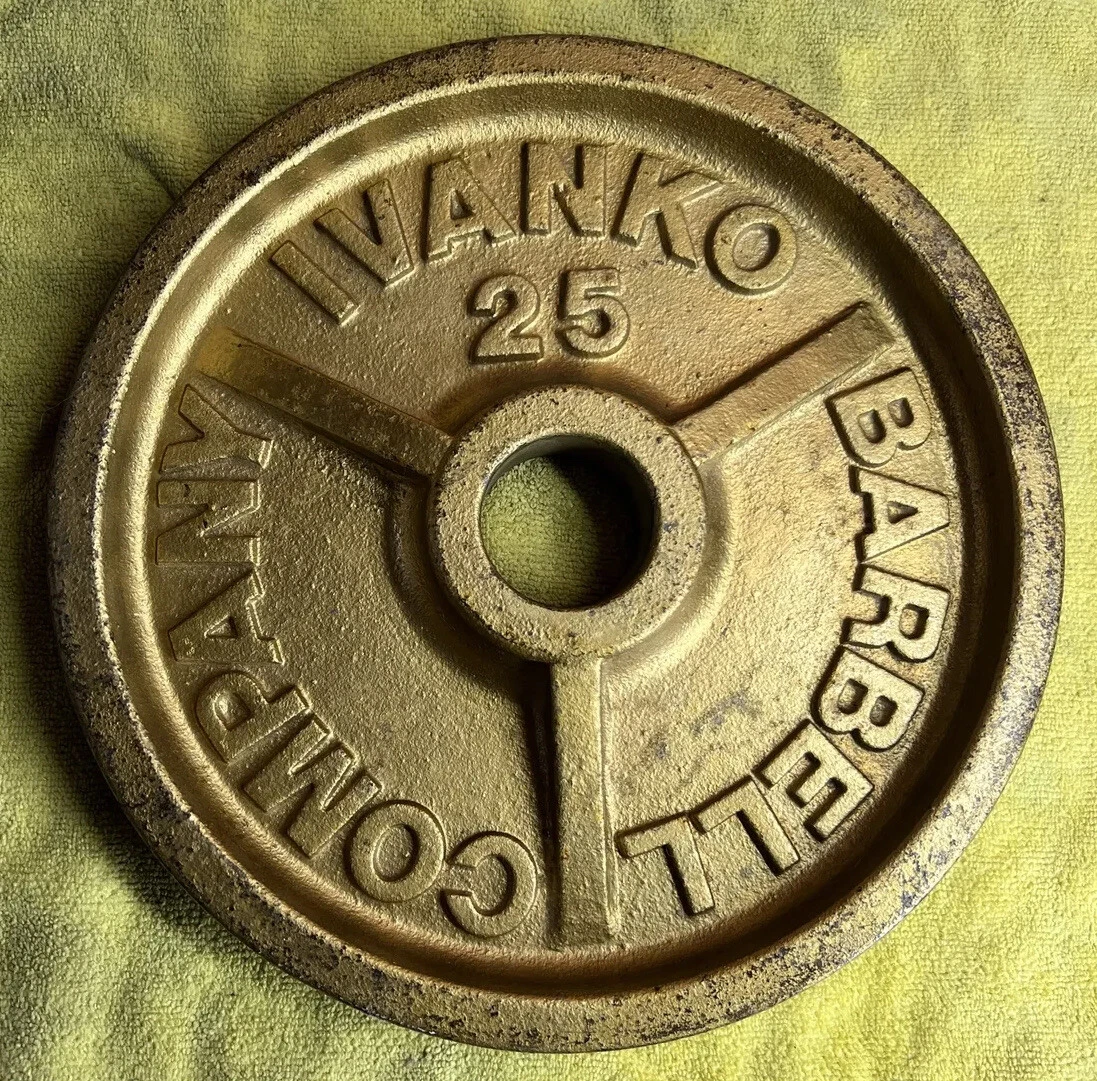 IVANKO
25
BARBELL
COMPANY